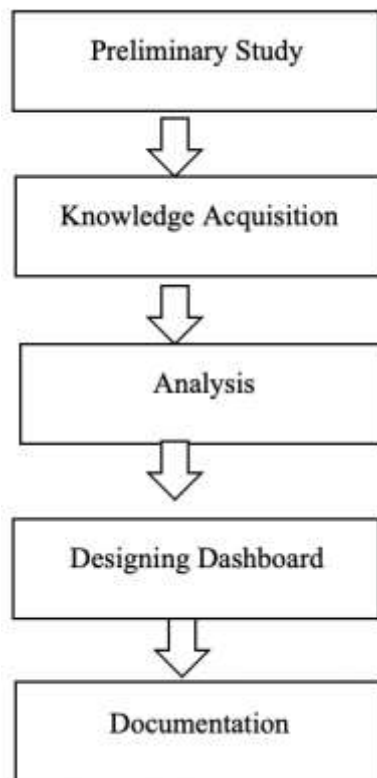 Preliminary Study
Knowledge Acquisition
Analysis
Designing Dashboard
Documentation